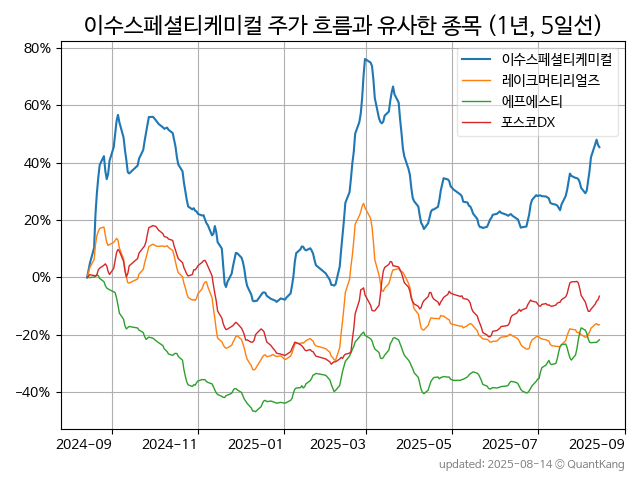 이수스페셜티케미컬 주가 흐름과 유사한 종목 (1년, 5일선)
80%
60%
40%
20%
0%
−20%
−40%
이수스페셜티케미컬
레이크머티리얼즈
에프에스티
포스코DX
2024-09 2024-11 2025-01 2025-03 2025-05 2025-07 2025-09
updated: 2025-08-14 © QuantKang